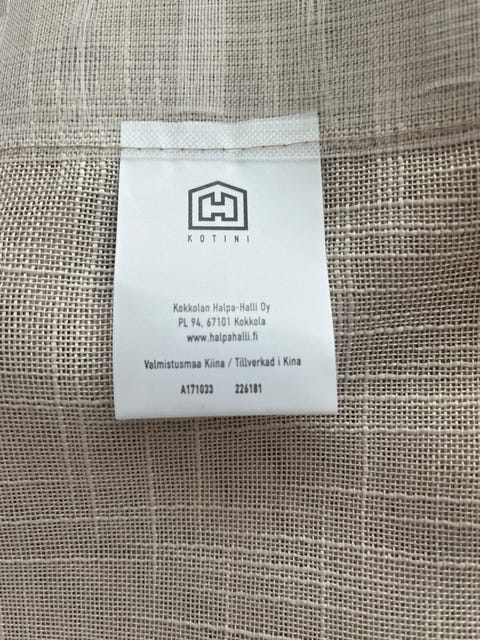 KOTINI
Kokkolan Halpa-Halli Oy
PL 94, 67101 Kokkola
www.halpahalli.fi
Valmistusmaa Kiina / Tillverkad i Kina
A171033 226181